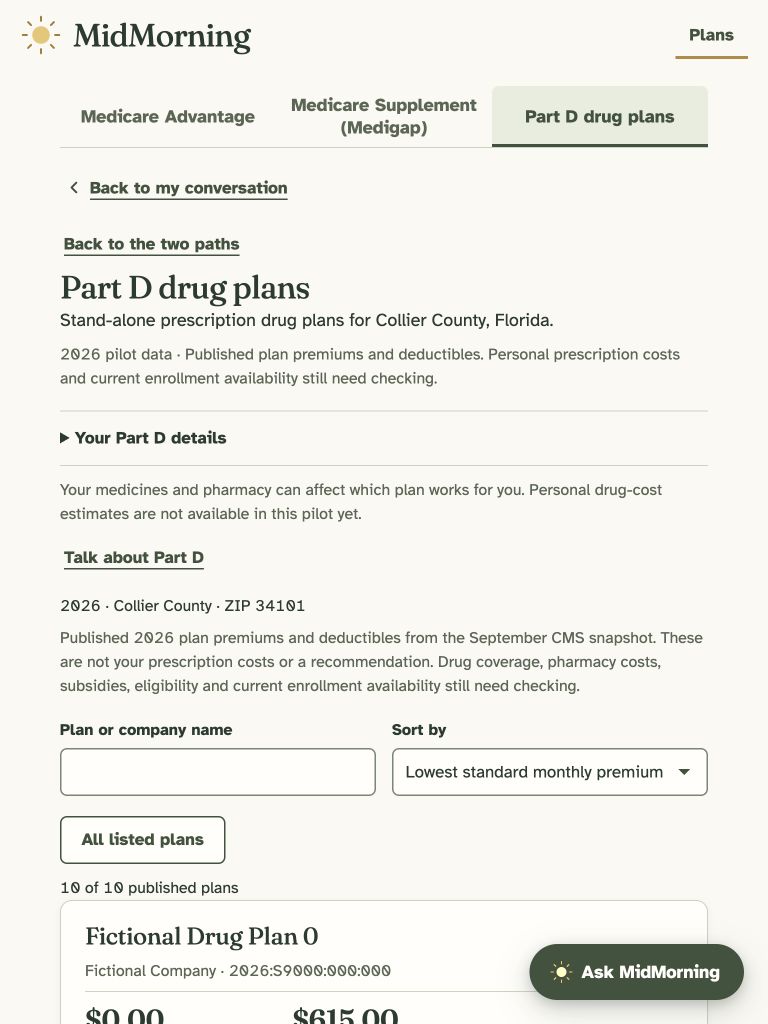 MidMorning
Plans
Medicare Advantage
Medicare Supplement
(Medigap)
Part D drug plans
Back to my conversation
Back to the two paths
Part D drug plans
Stand-alone prescription drug plans for Collier County, Florida.
2026 pilot data · Published plan premiums and deductibles. Personal prescription costs
and current enrollment availability still need checking.
Your Part D details
Your medicines and pharmacy can affect which plan works for you. Personal drug-cost
estimates are not available in this pilot yet.
Talk about Part D
2026 · Collier County · ZIP 34101
Published 2026 plan premiums and deductibles from the September CMS snapshot. These
are not your prescription costs or a recommendation. Drug coverage, pharmacy costs,
subsidies, eligibility and current enrollment availability still need checking.
Plan or company name
Sort by
Lowest standard monthly premium
All listed plans
10 of 10 published plans
Fictional Drug Plan 0
Fictional Company · 2026:S9000:000:000
Ask MidMorning
$0.00
$615.00